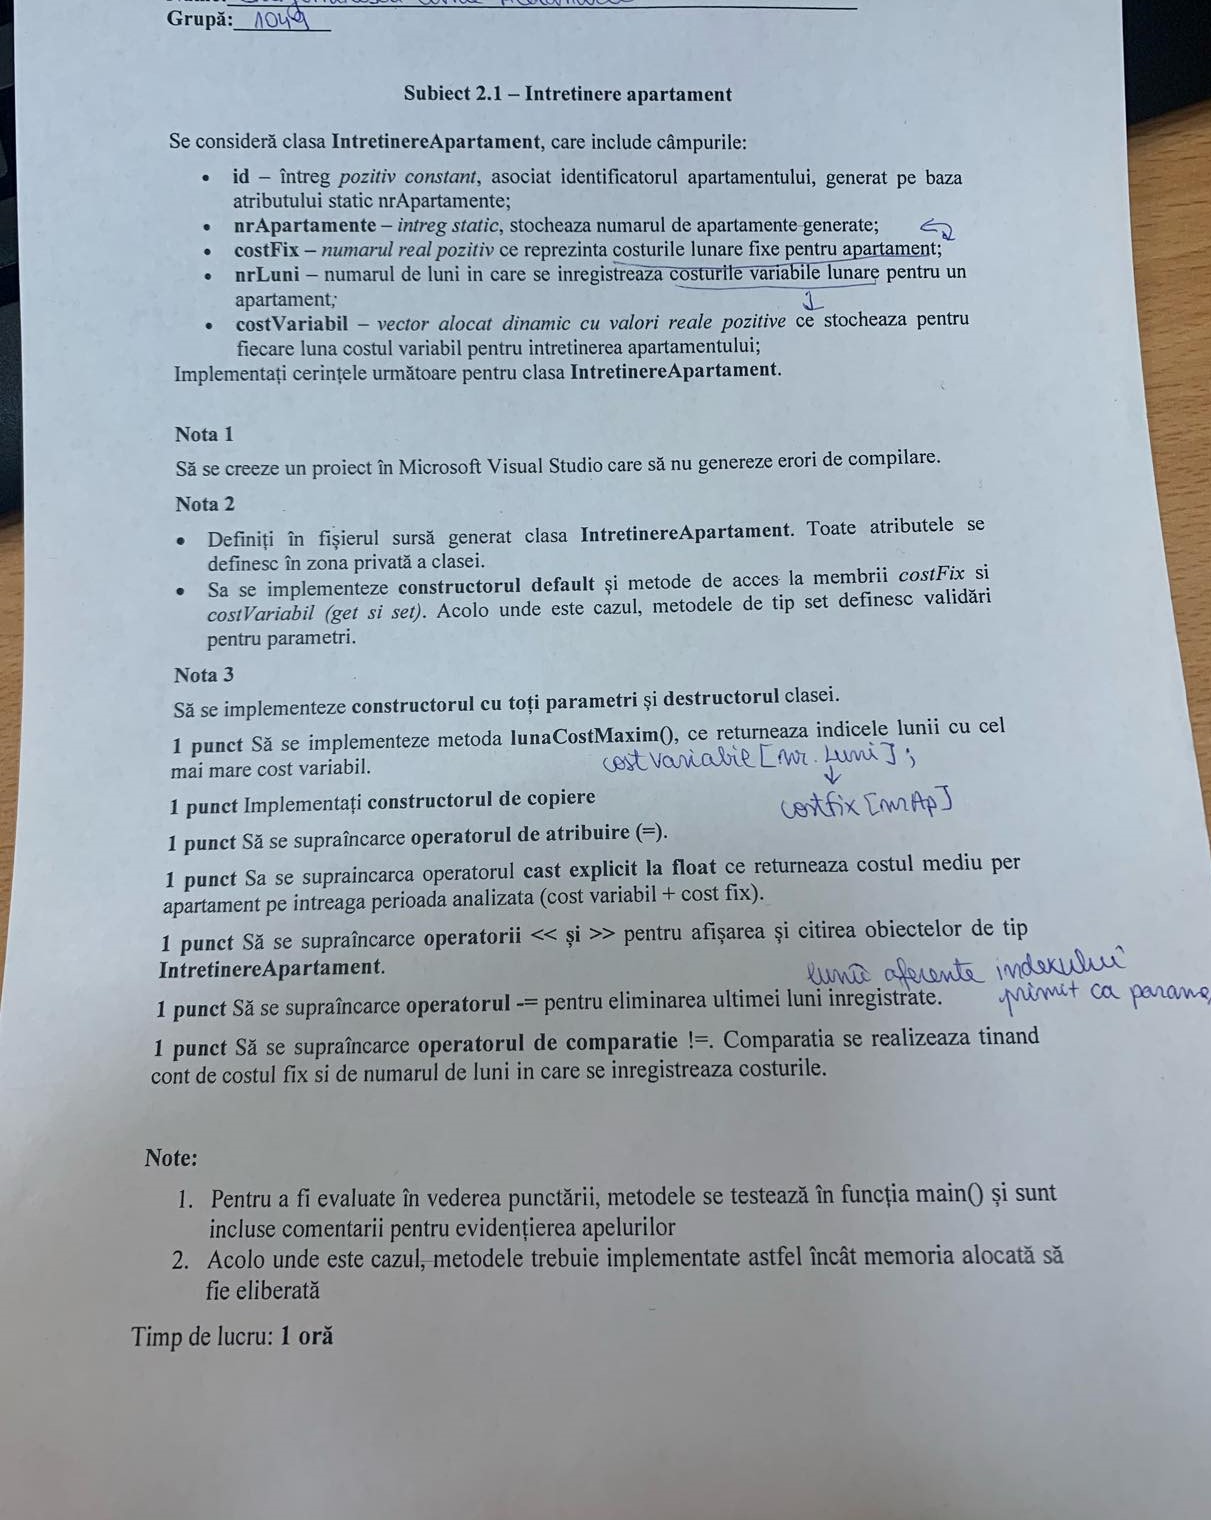 Grupă: 1049
Subiect 2.1 – Intretinere apartament
Se consideră clasa IntretinereApartament, care include câmpurile:
• id – întreg pozitiv constant, asociat identificatorul apartamentului, generat pe baza
atributului static nrApartamente;
• nrApartamente – intreg static, stocheaza numarul de apartamente generate;
• costFix – numarul real pozitiv ce reprezinta costurile lunare fixe pentru apartament;
• nrLuni – numarul de luni in care se inregistreaza costurile variabile lunare pentru un
apartament;
• costVariabil – vector alocat dinamic cu valori reale pozitive ce stocheaza pentru
fiecare luna costul variabil pentru intretinerea apartamentului;
Implementați cerințele următoare pentru clasa IntretinereApartament.
Nota 1
Să se creeze un proiect în Microsoft Visual Studio care să nu genereze erori de compilare.
Nota 2
• Definiți în fișierul sursă generat clasa IntretinereApartament. Toate atributele se
definesc în zona privată a clasei.
• Sa se implementeze constructorul default și metode de acces la membrii costFix si
costVariabil (get si set). Acolo unde este cazul, metodele de tip set definesc validări
pentru parametri.
Nota 3
Să se implementeze constructorul cu toți parametri și destructorul clasei.
1 punct Să se implementeze metoda lunaCostMaxim(), ce returneaza indicele lunii cu cel
mai mare cost variabil.
costVariabil[nr.Luni];
1 punct Implementați constructorul de copiere
costfix[nrAp]
1 punct Să se supraîncarce operatorul de atribuire (=).
1 punct Sa se supraincarca operatorul cast explicit la float ce returneaza costul mediu per
apartament pe intreaga perioada analizata (cost variabil + cost fix).
1 punct Să se supraîncarce operatorii << și >> pentru afișarea și citirea obiectelor de tip
IntretinereApartament.
lunii aferente indexului
1 punct Să se supraîncarce operatorul -= pentru eliminarea ultimei luni inregistrate.
primit ca
1 punct Să se supraîncarce operatorul de comparatie !=. Comparatia se realizeaza tinand
cont de costul fix si de numarul de luni in care se inregistreaza costurile.
Note:
1. Pentru a fi evaluate în vederea punctării, metodele se testează în funcția main() și sunt
incluse comentarii pentru evidențierea apelurilor
2. Acolo unde este cazul, metodele trebuie implementate astfel încât memoria alocată să
fie eliberată
Timp de lucru: 1 oră